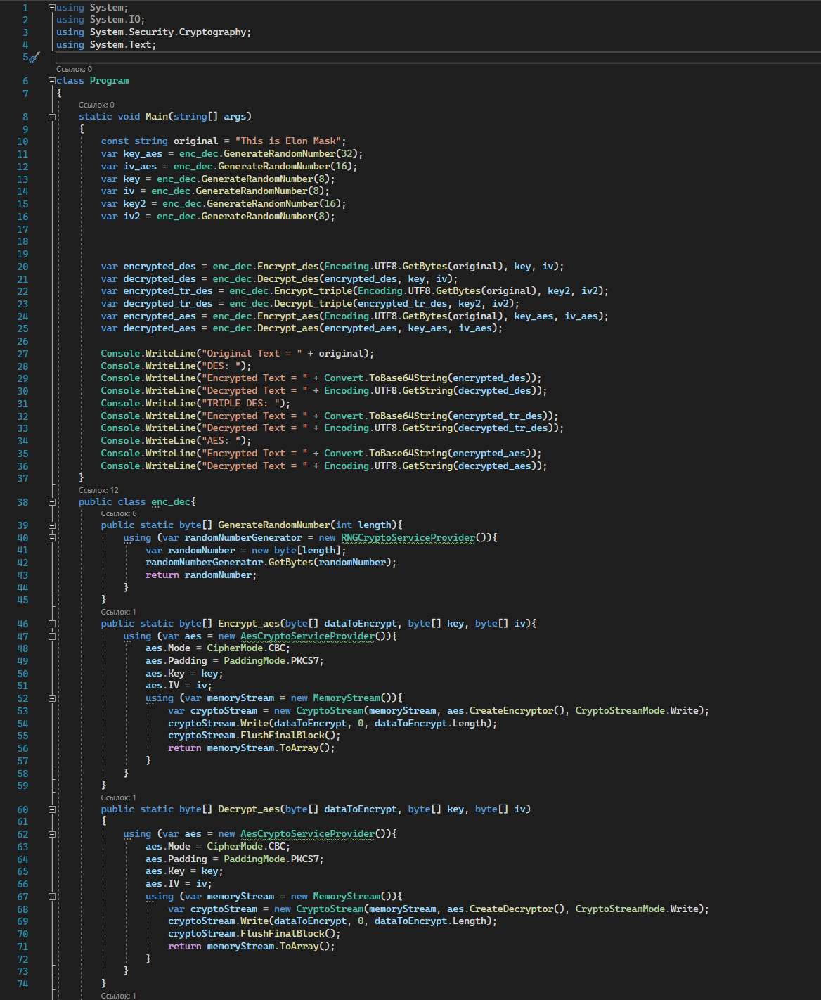 1 using System;
2 using System.IO;
3 using System.Security.Cryptography;
4 using System.Text;
5
Ссылок: 0
6 class Program
7 {
Ссылок: 0
8 static void Main(string[] args)
9 {
10 const string original = "This is Elon Mask";
11 var key_aes = enc_dec.GenerateRandomNumber(32);
12 var iv_aes = enc_dec.GenerateRandomNumber(16);
13 var key = enc_dec.GenerateRandomNumber(8);
14 var iv = enc_dec.GenerateRandomNumber(8);
15 var key2 = enc_dec.GenerateRandomNumber(16);
16 var iv2 = enc_dec.GenerateRandomNumber(8);
17
18
19
20 var encrypted_des = enc_dec.Encrypt_des(Encoding.UTF8.GetBytes(original), key, iv);
21 var decrypted_des = enc_dec.Decrypt_des(encrypted_des, key, iv);
22 var encrypted_tr_des = enc_dec.Encrypt_triple(Encoding.UTF8.GetBytes(original), key2, iv2);
23 var decrypted_tr_des = enc_dec.Decrypt_triple(encrypted_tr_des, key2, iv2);
24 var encrypted_aes = enc_dec.Encrypt_aes(Encoding.UTF8.GetBytes(original), key_aes, iv_aes);
25 var decrypted_aes = enc_dec.Decrypt_aes(encrypted_aes, key_aes, iv_aes);
26
27 Console.WriteLine("Original Text = " + original);
28 Console.WriteLine("DES: ");
29 Console.WriteLine("Encrypted Text = " + Convert.ToBase64String(encrypted_des));
30 Console.WriteLine("Decrypted Text = " + Encoding.UTF8.GetString(decrypted_des));
31 Console.WriteLine("TRIPLE DES: ");
32 Console.WriteLine("Encrypted Text = " + Convert.ToBase64String(encrypted_tr_des));
33 Console.WriteLine("Decrypted Text = " + Encoding.UTF8.GetString(decrypted_tr_des));
34 Console.WriteLine("AES: ");
35 Console.WriteLine("Encrypted Text = " + Convert.ToBase64String(encrypted_aes));
36 Console.WriteLine("Decrypted Text = " + Encoding.UTF8.GetString(decrypted_aes));
37 }
Ссылок: 12
38 public class enc_dec{
Ссылок: 6
39 public static byte[] GenerateRandomNumber(int length){
40 using (var randomNumberGenerator = new RNGCryptoServiceProvider()){
41 var randomNumber = new byte[length];
42 randomNumberGenerator.GetBytes(randomNumber);
43 return randomNumber;
44 }
45 }
Ссылок: 1
46 public static byte[] Encrypt_aes(byte[] dataToEncrypt, byte[] key, byte[] iv){
47 using (var aes = new AesCryptoServiceProvider()){
48 aes.Mode = CipherMode.CBC;
49 aes.Padding = PaddingMode.PKCS7;
50 aes.Key = key;
51 aes.IV = iv;
52 using (var memoryStream = new MemoryStream()){
53 var cryptoStream = new CryptoStream(memoryStream, aes.CreateEncryptor(), CryptoStreamMode.Write);
54 cryptoStream.Write(dataToEncrypt, 0, dataToEncrypt.Length);
55 cryptoStream.FlushFinalBlock();
56 return memoryStream.ToArray();
57 }
58 }
59 }
Ссылок: 1
60 public static byte[] Decrypt_aes(byte[] dataToEncrypt, byte[] key, byte[] iv)
61 {
62 using (var aes = new AesCryptoServiceProvider()){
63 aes.Mode = CipherMode.CBC;
64 aes.Padding = PaddingMode.PKCS7;
65 aes.Key = key;
66 aes.IV = iv;
67 using (var memoryStream = new MemoryStream()){
68 var cryptoStream = new CryptoStream(memoryStream, aes.CreateDecryptor(), CryptoStreamMode.Write);
69 cryptoStream.Write(dataToEncrypt, 0, dataToEncrypt.Length);
70 cryptoStream.FlushFinalBlock();
71 return memoryStream.ToArray();
72 }
73 }
74 }
Ссылок: 1